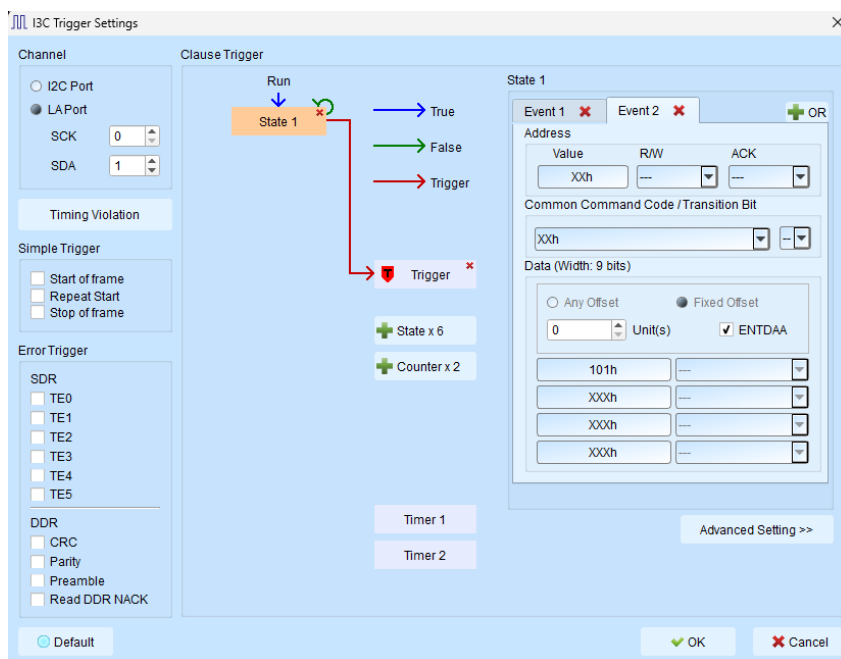 I3C Trigger Settings
Channel
I2C Port
LA Port
SCK 0
SDA 1
Timing Violation
Simple Trigger
Start of frame
Repeat Start
Stop of frame
Error Trigger
SDR
TE0
TE1
TE2
TE3
TE4
TE5
DDR
CRC
Parity
Preamble
Read DDR NACK
Default
Clause Trigger
Run
State 1
True
False
Trigger
T Trigger
State x 6
Counter x 2
Timer 1
Timer 2
State 1
Event 1 Event 2 OR
Address
Value R/W ACK
XXh --- ---
Common Command Code / Transition Bit
XXh --
Data (Width: 9 bits)
Any Offset Fixed Offset
0 Unit(s) ENTDAA
101h ---
XXXh ---
XXXh ---
XXXh ---
Advanced Setting >>
OK Cancel